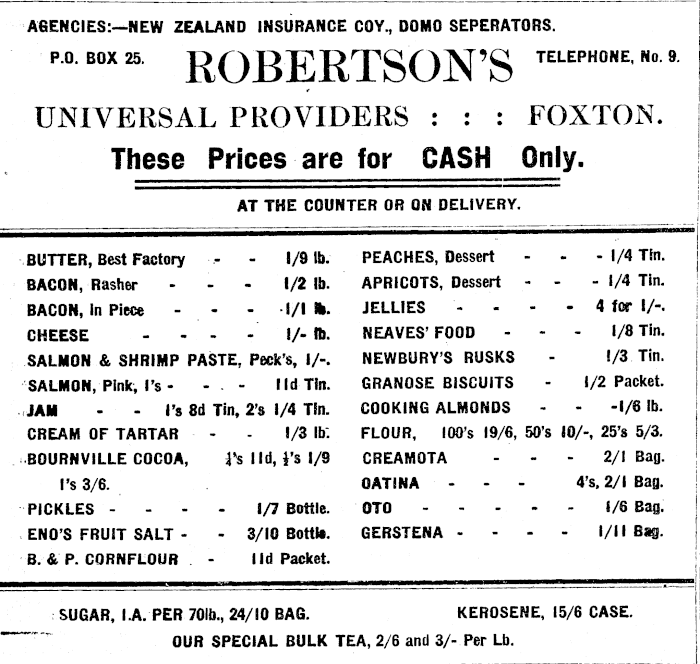 AGENCIES:—NEW ZEALAND INSURANCE COY., DOMO SEPERATORS.
P.O. BOX 25. ROBERTSON'S TELEPHONE, No. 9.
UNIVERSAL PROVIDERS : : : FOXTON.
These Prices are for CASH Only.
AT THE COUNTER OR ON DELIVERY.
BUTTER, Best Factory - - 1/9 lb.
BACON, Rasher - - - 1/2 lb.
BACON, In Piece - - - 1/1 lb.
CHEESE - - - - 1/- lb.
SALMON & SHRIMP PASTE, Peck's, 1/-.
SALMON, Pink, 1's - - - 11d Tin.
JAM - - 1's 8d Tin, 2's 1/4 Tin.
CREAM OF TARTAR - - 1/3 lb.
BOURNVILLE COCOA, ¼'s 11d, ½'s 1/9
1's 3/6.
PICKLES - - - - 1/7 Bottle.
ENO'S FRUIT SALT - - 3/10 Bottle.
B. & P. CORNFLOUR - 11d Packet.
PEACHES, Dessert - - - 1/4 Tin.
APRICOTS, Dessert - - - 1/4 Tin.
JELLIES - - - - 4 for 1/-.
NEAVES' FOOD - - - 1/8 Tin.
NEWBURY'S RUSKS - 1/3 Tin.
GRANOSE BISCUITS - 1/2 Packet.
COOKING ALMONDS - - -1/6 lb.
FLOUR, 100's 19/6, 50's 10/-, 25's 5/3.
CREAMOTA - - - 2/1 Bag.
OATINA - - - 4's, 2/1 Bag.
OTO - - - - 1/6 Bag.
GERSTENA - - - - 1/11 Bag.
SUGAR, 1.A. PER 70lb., 24/10 BAG. KEROSENE, 15/6 CASE.
OUR SPECIAL BULK TEA, 2/6 and 3/- Per Lb.